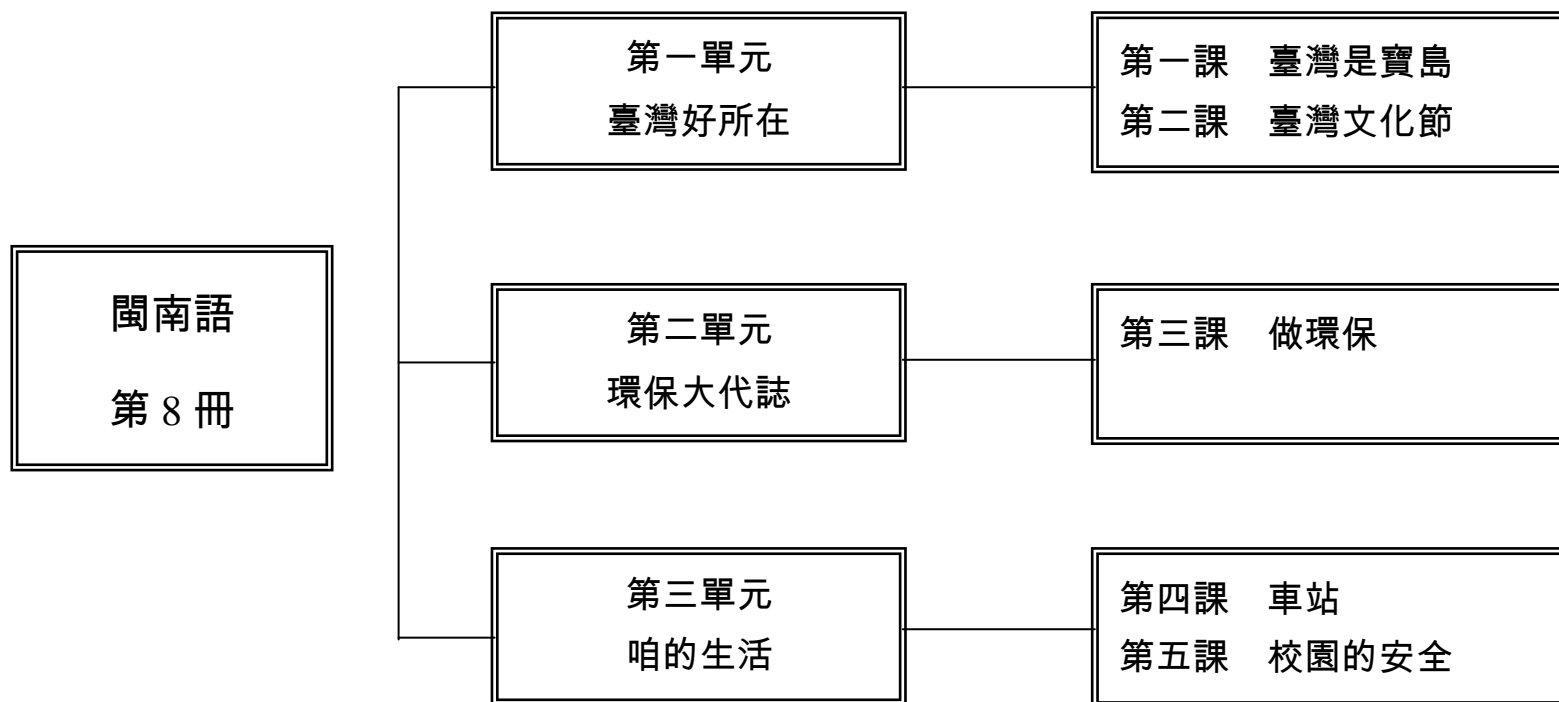 閩南語
第 8 冊
第一單元
臺灣好所在
第一課　臺灣是寶島
第二課　臺灣文化節
第二單元
環保大代誌
第三課　做環保
第三單元
咱的生活
第四課　車站
第五課　校園的安全